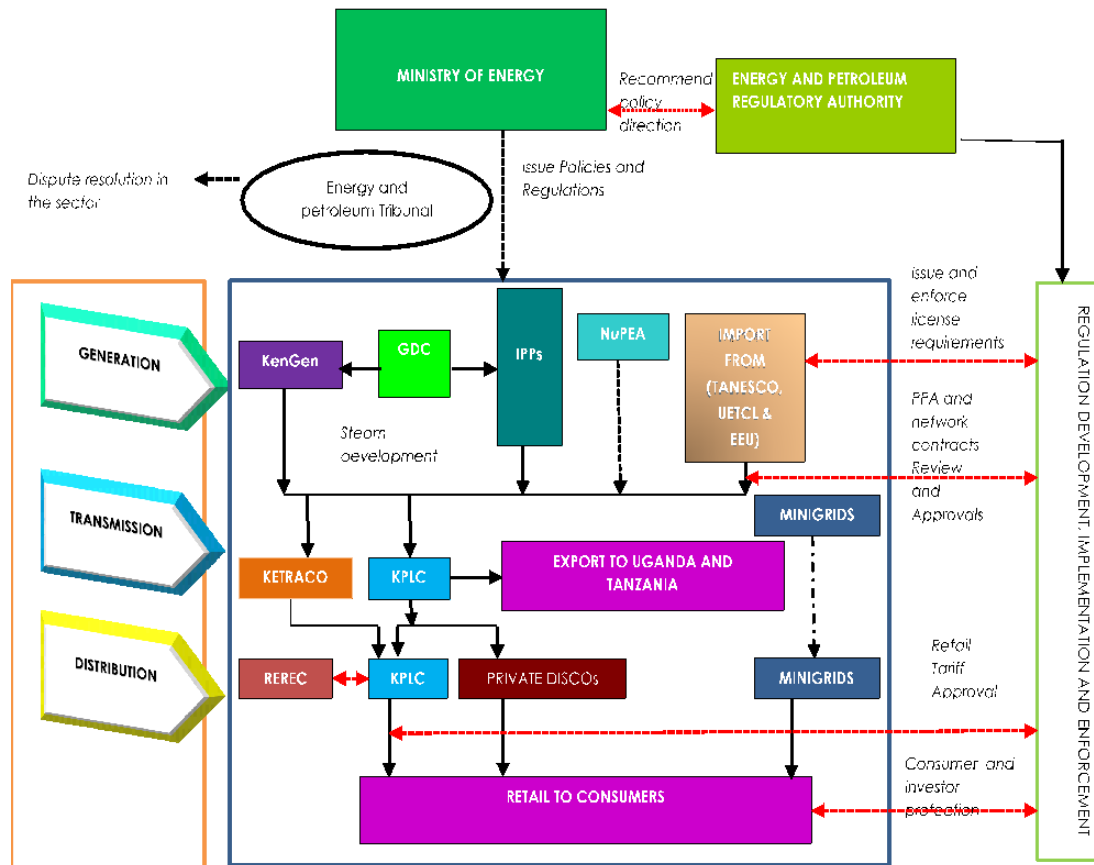 MINISTRY OF ENERGY
Recommend
policy
direction
ENERGY AND PETROLEUM
REGULATORY AUTHORITY
Issue Policies and
Regulations
Dispute resolution in
the sector
Energy and
petroleum Tribunal
GENERATION
TRANSMISSION
DISTRIBUTION
KenGen
GDC
IPPs
NuPEA
IMPORT
FROM
(TANESCO,
UETCL &
EEU)
Steam
Development
KETRACO
KPLC
EXPORT TO UGANDA AND
TANZANIA
MINIGRIDS
REREC
KPLC
PRIVATE DISCOs
MINIGRIDS
RETAIL TO CONSUMERS
Issue and
enforce
license
requirements
PPA and
network
contracts
Review
and
Approvals
Retail
Tariff
Approval
Consumer and
investor
protection
REGULATION DEVELOPMENT, IMPLEMENTATION AND ENFORCEMENT